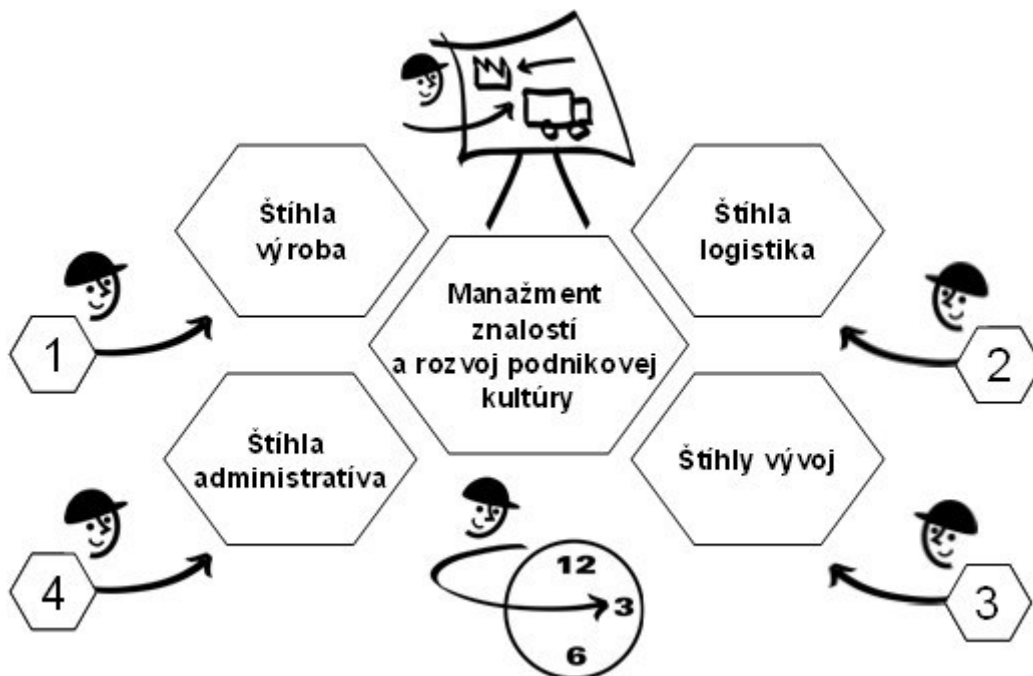 Štíhla
výroba
Štíhla
logistika
Manažment
znalostí
a rozvoj podnikovej
kultúry
1
2
Štíhla
administratíva
Štíhly vývoj
4
3
12
3
6